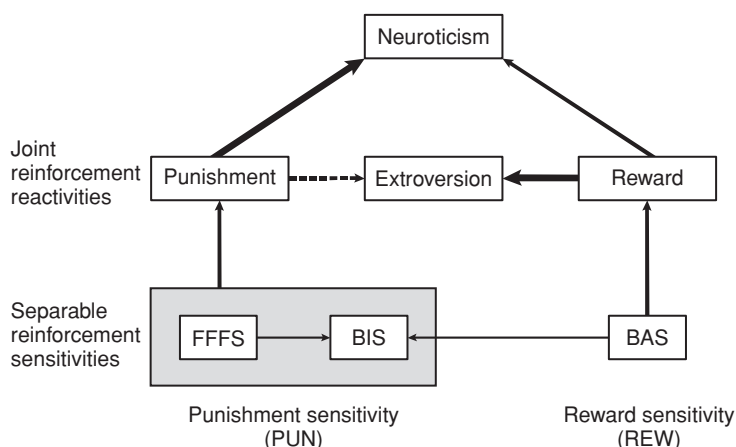 Neuroticism
Joint
reinforcement
reactivities
Punishment
Extroversion
Reward
Separable
reinforcement
sensitivities
FFFS
BIS
BAS
Punishment sensitivity
(PUN)
Reward sensitivity
(REW)